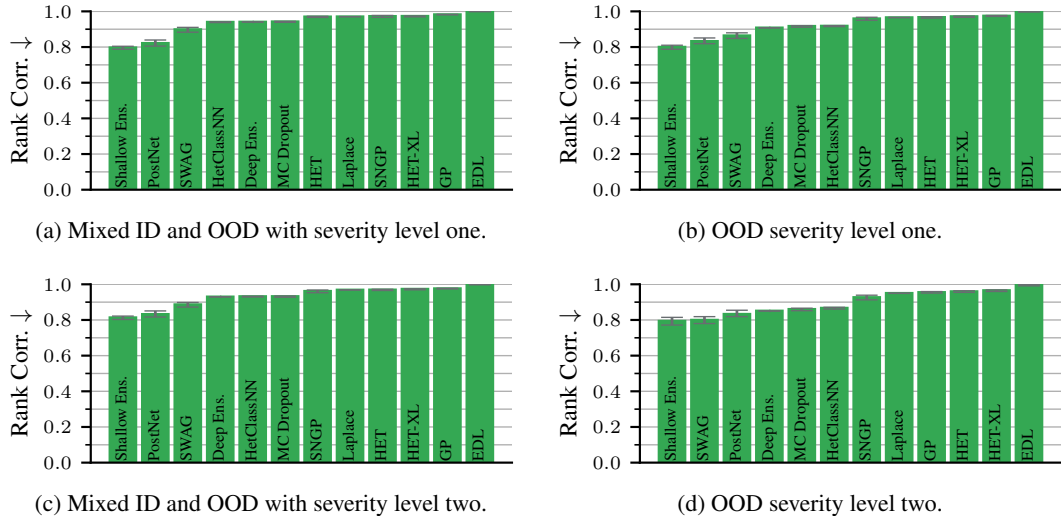 Rank Corr. ↓
1.0
0.8
0.6
0.4
0.2
0.0
Shallow Ens.
PostNet
SWAG
HetClassNN
Deep Ens.
MC Dropout
HET
Laplace
SNGP
HET-XL
GP
EDL
(a) Mixed ID and OOD with severity level one.
Rank Corr. ↓
1.0
0.8
0.6
0.4
0.2
0.0
Shallow Ens.
PostNet
SWAG
Deep Ens.
MC Dropout
HetClassNN
SNGP
Laplace
HET
HET-XL
GP
EDL
(b) OOD severity level one.
Rank Corr. ↓
1.0
0.8
0.6
0.4
0.2
0.0
Shallow Ens.
PostNet
SWAG
Deep Ens.
HetClassNN
MC Dropout
SNGP
Laplace
HET
HET-XL
GP
EDL
(c) Mixed ID and OOD with severity level two.
Rank Corr. ↓
1.0
0.8
0.6
0.4
0.2
0.0
Shallow Ens.
SWAG
PostNet
Deep Ens.
MC Dropout
HetClassNN
SNGP
Laplace
GP
HET
HET-XL
EDL
(d) OOD severity level two.